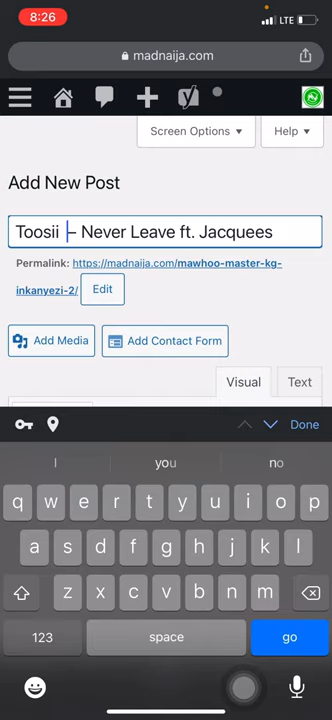 8:26
LTE
madnaija.com
Screen Options
Help
Add New Post
Toosii – Never Leave ft. Jacquees
Permalink: https://madnaija.com/mawhoo-master-kg-
inkanyezi-2/ Edit
Add Media
Add Contact Form
Visual
Text
Done
I
you
no
q w e r t y u i o p
a s d f g h j k l
z x c v b n m
123
space
go